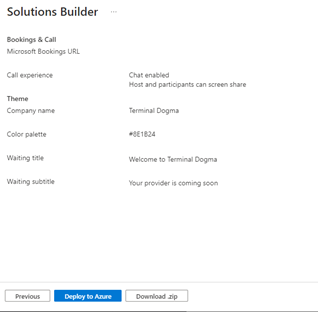 Solutions Builder ...
Bookings & Call
Microsoft Bookings URL
Call experience Chat enabled
Host and participants can screen share
Theme
Company name Terminal Dogma
Color palette #8E1B24
Waiting title Welcome to Terminal Dogma
Waiting subtitle Your provider is coming soon
Previous Deploy to Azure Download .zip